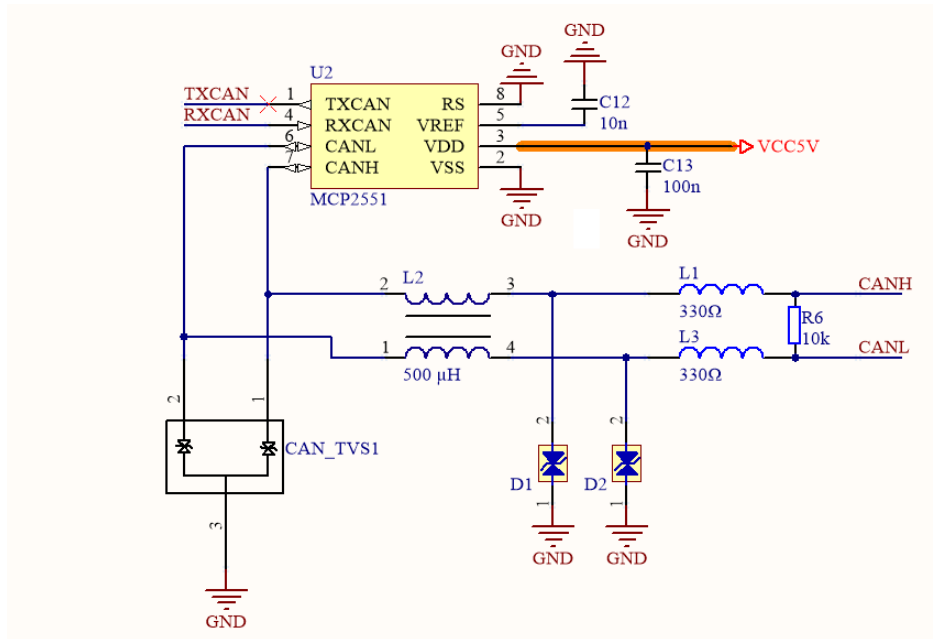 GND
GND
U2
TXCAN 1 TXCAN RS 8 C12
RXCAN 4 RXCAN VREF 5 10n
6 CANL VDD 3 VCC5V
7 CANH VSS 2 C13
MCP2551 100n
GND
GND
2 L2 3 L1 CANH
330Ω R6
1 4 L3 10k CANL
500 µH 330Ω
2 1 2 2
CAN_TVS1
D1 D2
1 1
3
GND GND
GND